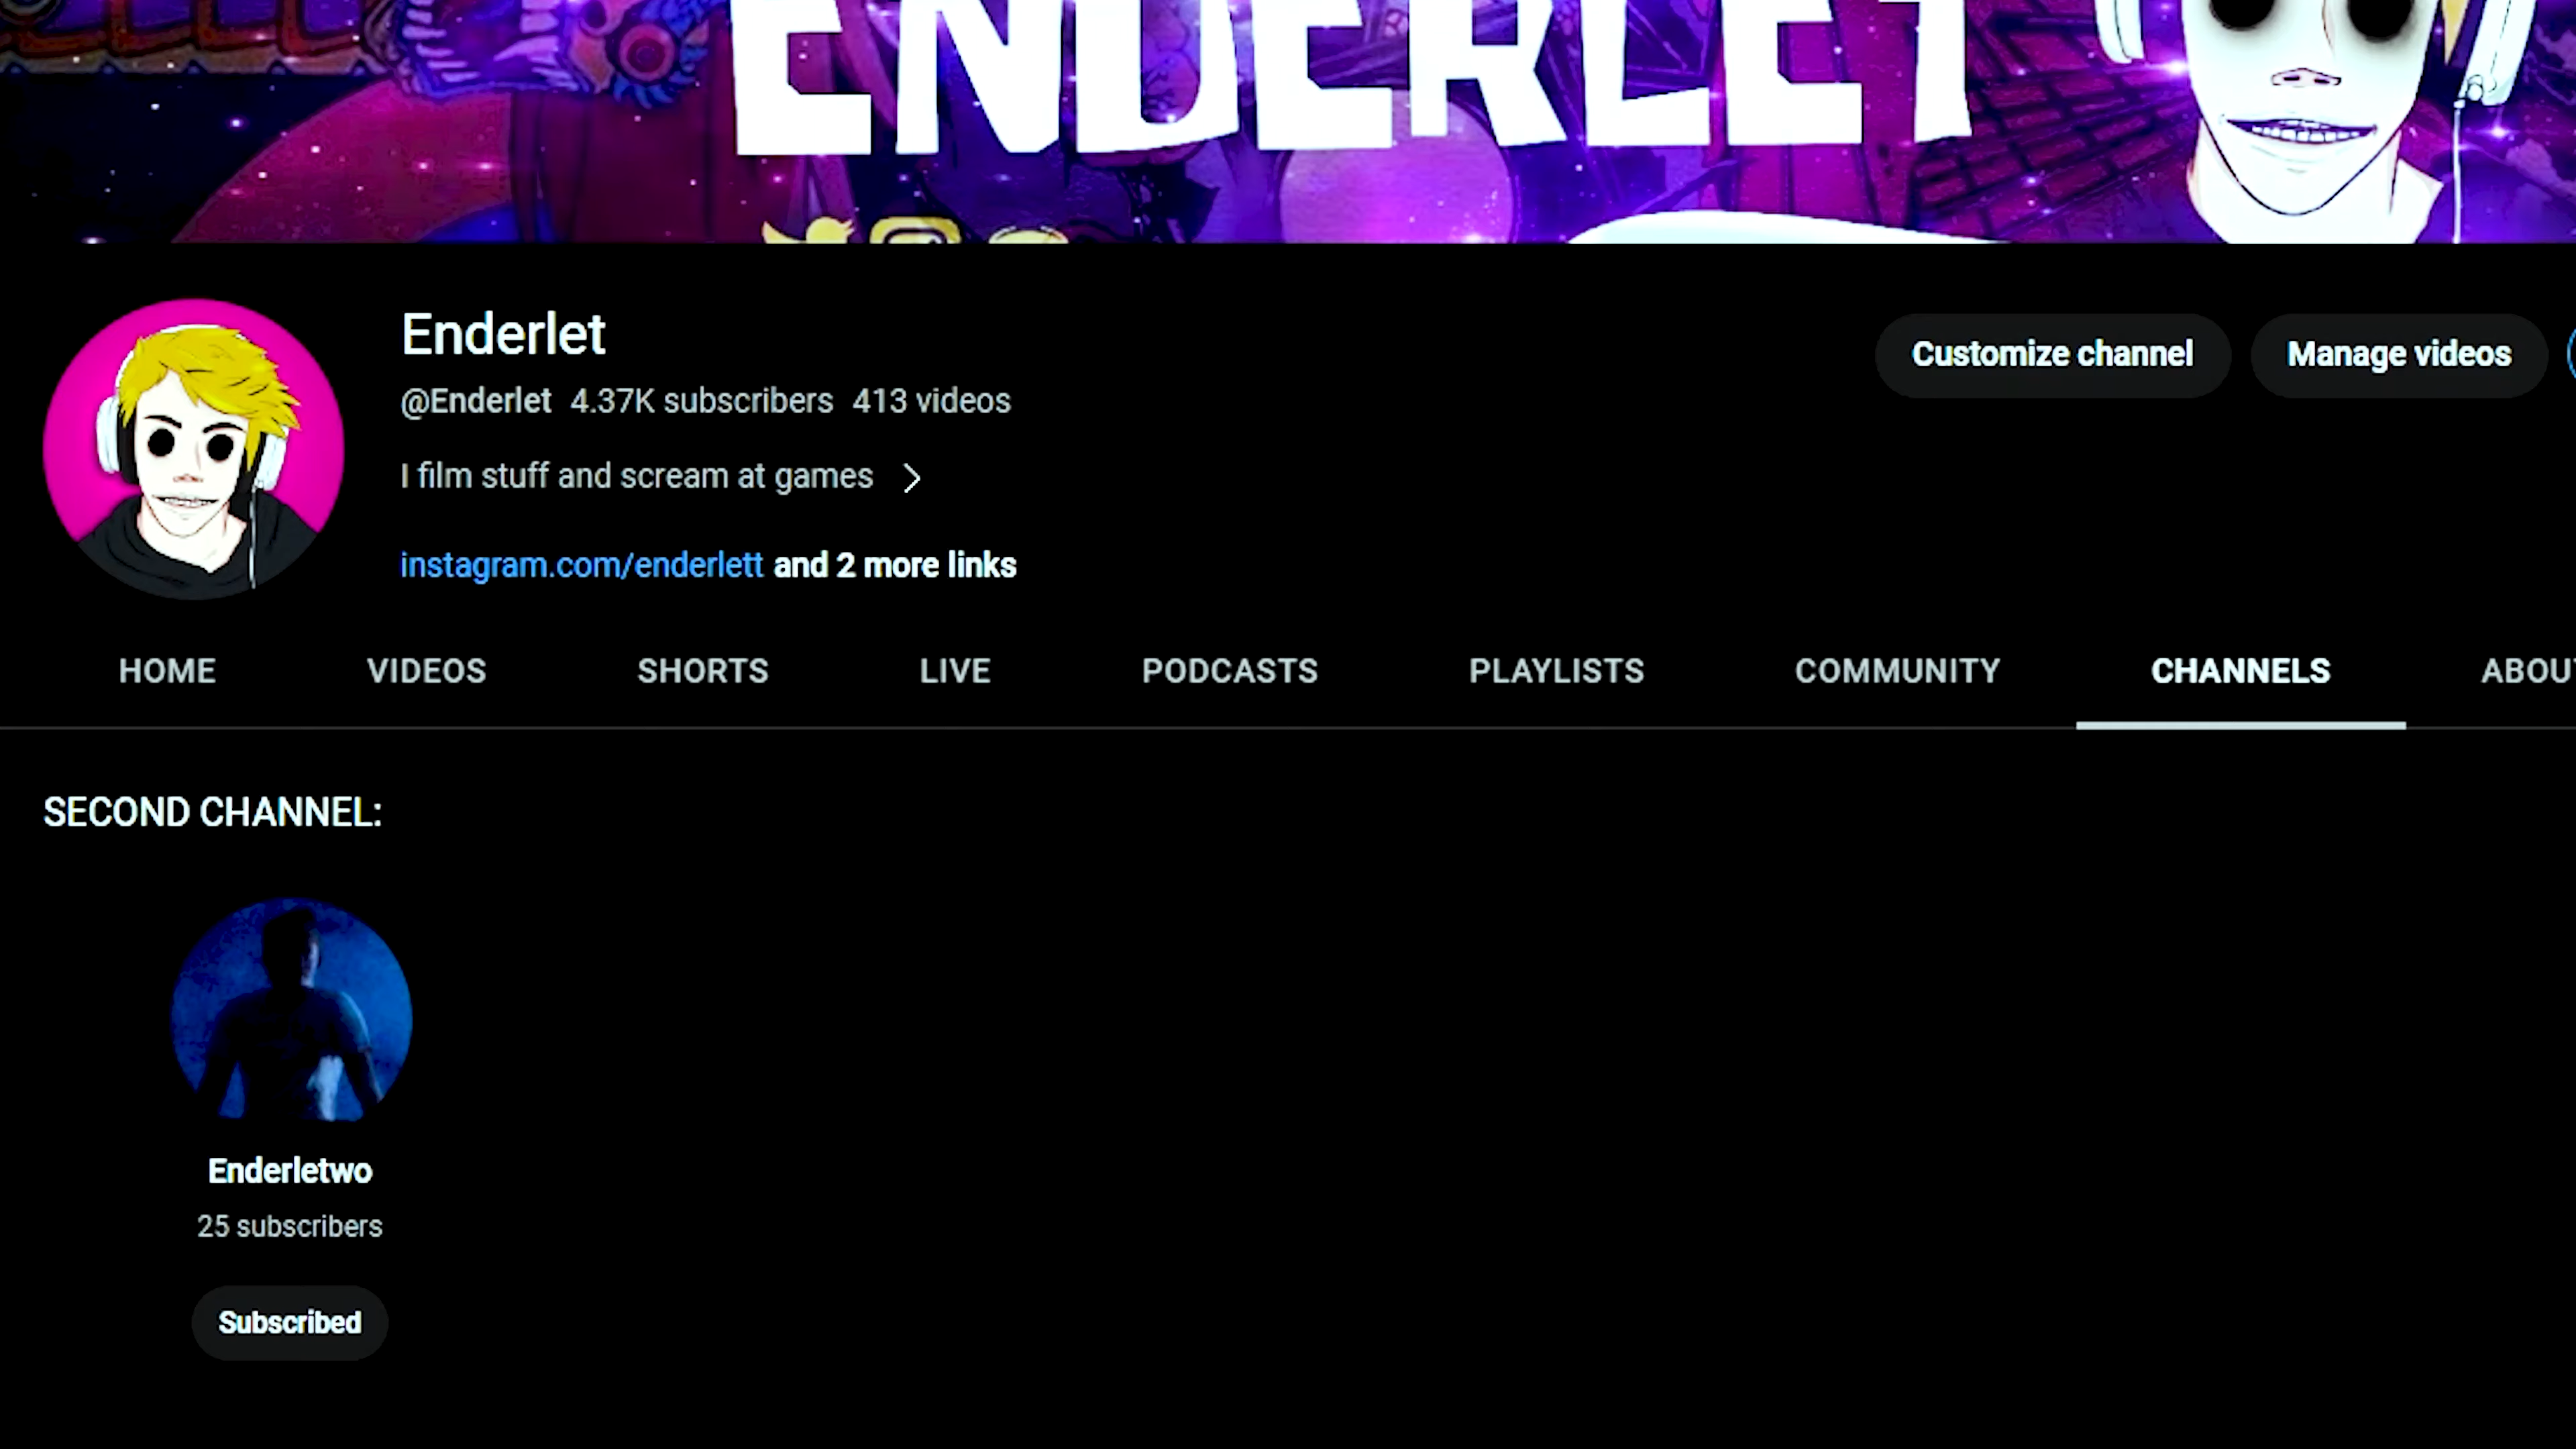 ENDERLET
Enderlet
Customize channel
Manage videos
@Enderlet 4.37K subscribers 413 videos
I film stuff and scream at games
instagram.com/enderlett and 2 more links
HOME VIDEOS SHORTS LIVE PODCASTS PLAYLISTS COMMUNITY CHANNELS ABOU
SECOND CHANNEL:
Enderletwo
25 subscribers
Subscribed